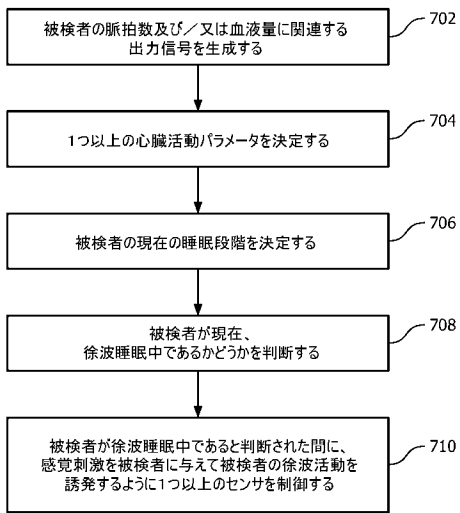 被検者の脈拍数及び／又は血液量に関連する
出力信号を生成する
702
1つ以上の心臓活動パラメータを決定する
704
被検者の現在の睡眠段階を決定する
706
被検者が現在、
徐波睡眠中であるかどうかを判断する
708
被検者が徐波睡眠中であると判断された間に、
感覚刺激を被検者に与えて被検者の徐波活動を
誘発するように1つ以上のセンサを制御する
710